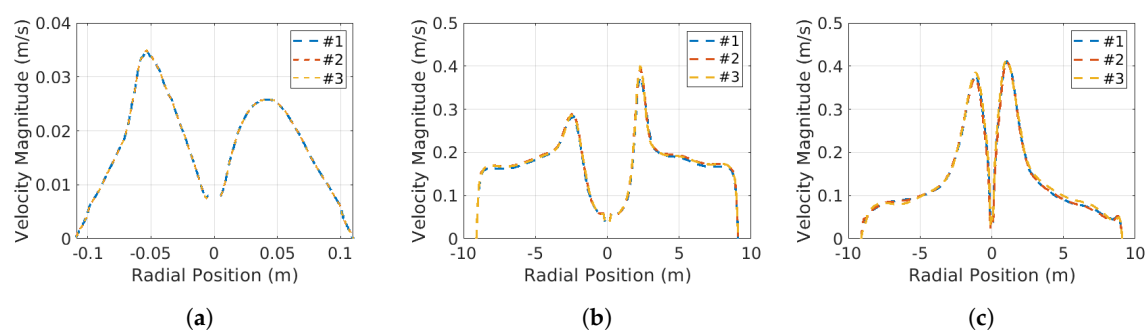 0.04
0.03
0.02
0.01
0
Velocity Magnitude (m/s)
#1
#2
#3
-0.1 -0.05 0 0.05 0.1
Radial Position (m)
(a)
0.5
0.4
0.3
0.2
0.1
0
Velocity Magnitude (m/s)
#1
#2
#3
-10 -5 0 5 10
Radial Position (m)
(b)
0.5
0.4
0.3
0.2
0.1
0
Velocity Magnitude (m/s)
#1
#2
#3
-10 -5 0 5 10
Radial Position (m)
(c)